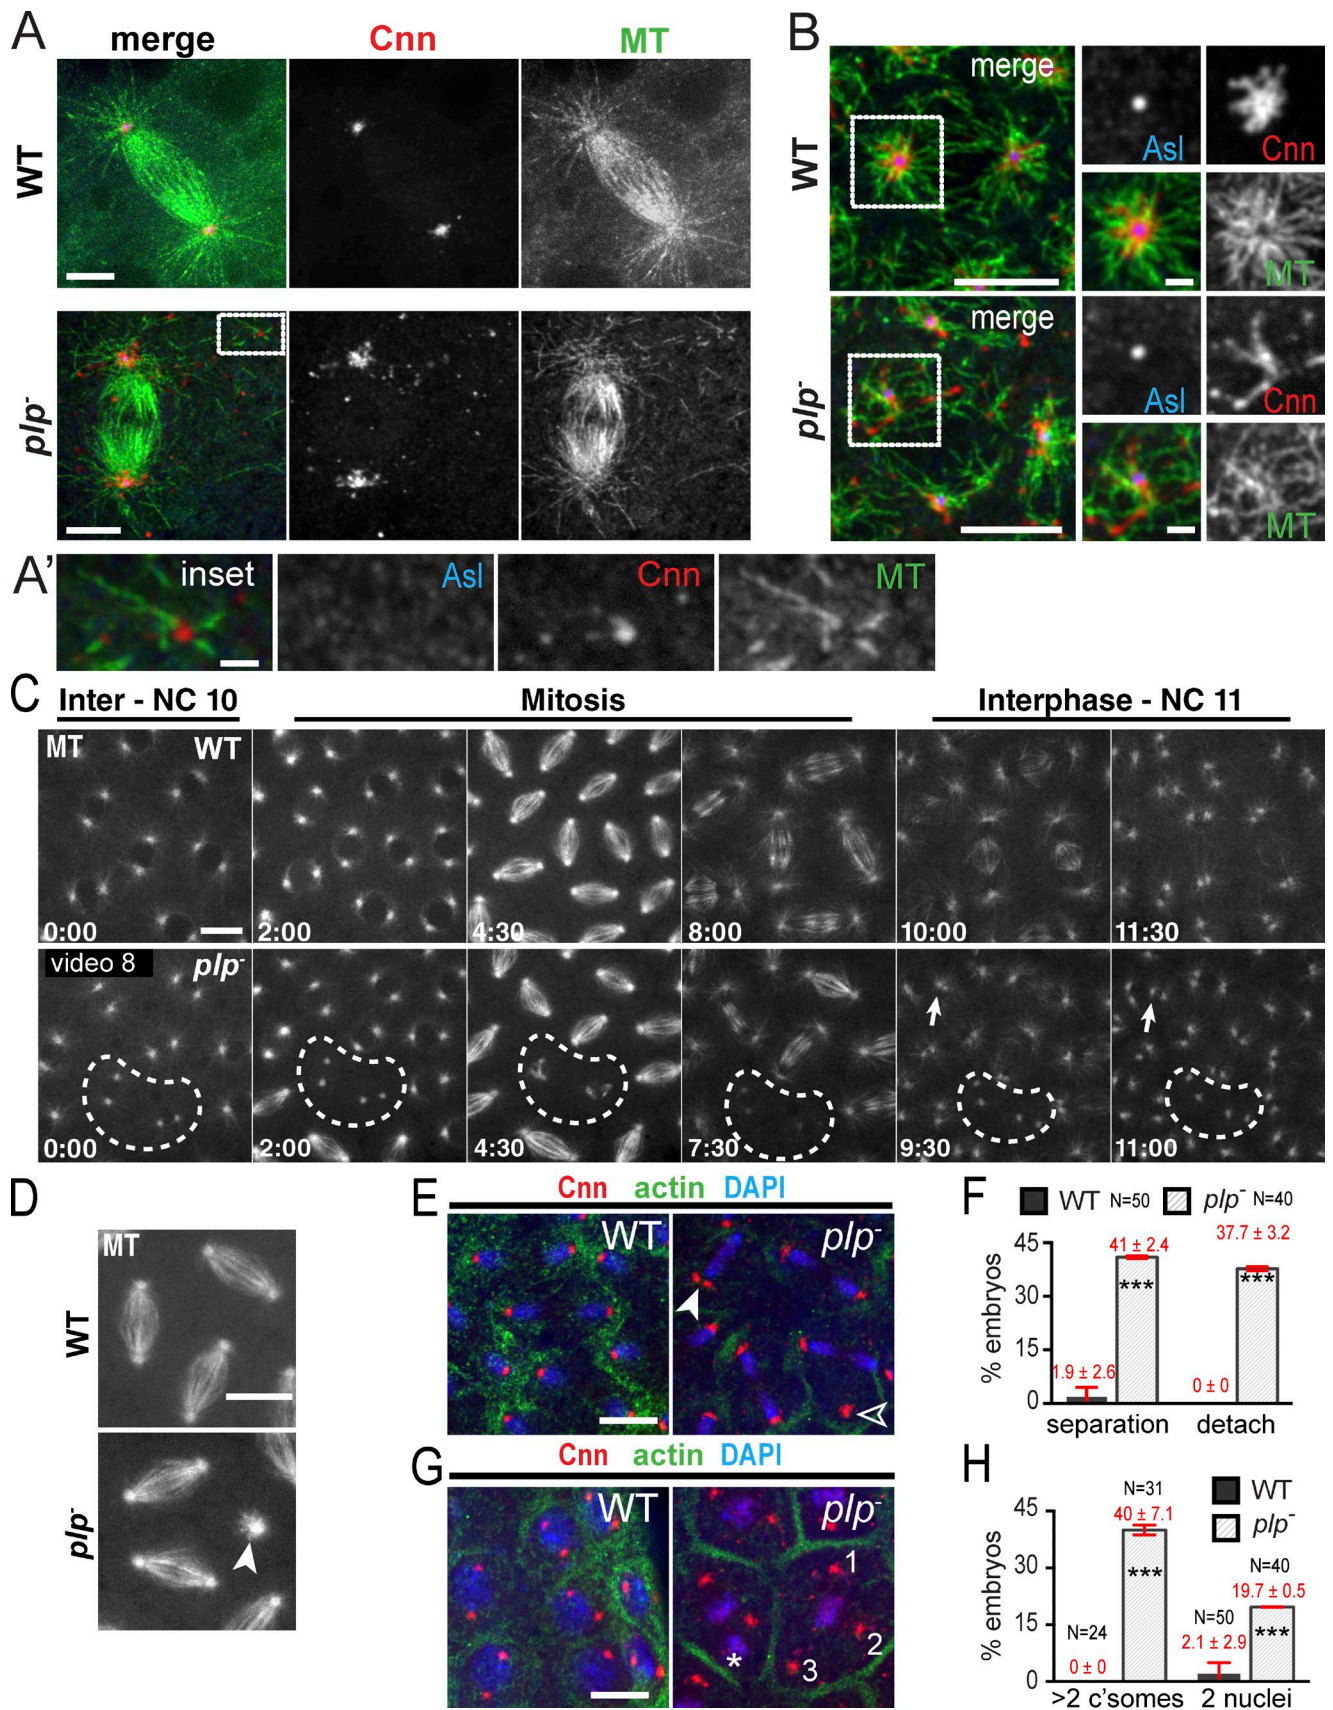 A
merge Cnn MT
WT
plp-
B
merge
WT
Asl Cnn
MT
merge
plp-
Asl Cnn
MT
A'
inset Asl Cnn MT
C
Inter - NC 10 Mitosis Interphase - NC 11
MT WT
0:00 2:00 4:30 8:00 10:00 11:30
video 8 plp-
0:00 2:00 4:30 7:30 9:30 11:00
D
MT
WT
plp-
E
Cnn actin DAPI
WT plp-
F
WT N=50 plp- N=40
% embryos
45
30
15
0
41 ± 2.4 37.7 ± 3.2
*** ***
1.9 ± 2.6 0 ± 0
separation detach
G
Cnn actin DAPI
WT plp-
1
2
3
*
H
WT
plp-
% embryos
45
30
15
0
N=31
40 ± 7.1
***
N=40
19.7 ± 0.5
***
N=24
0 ± 0
N=50
2.1 ± 2.9
>2 c'somes 2 nuclei